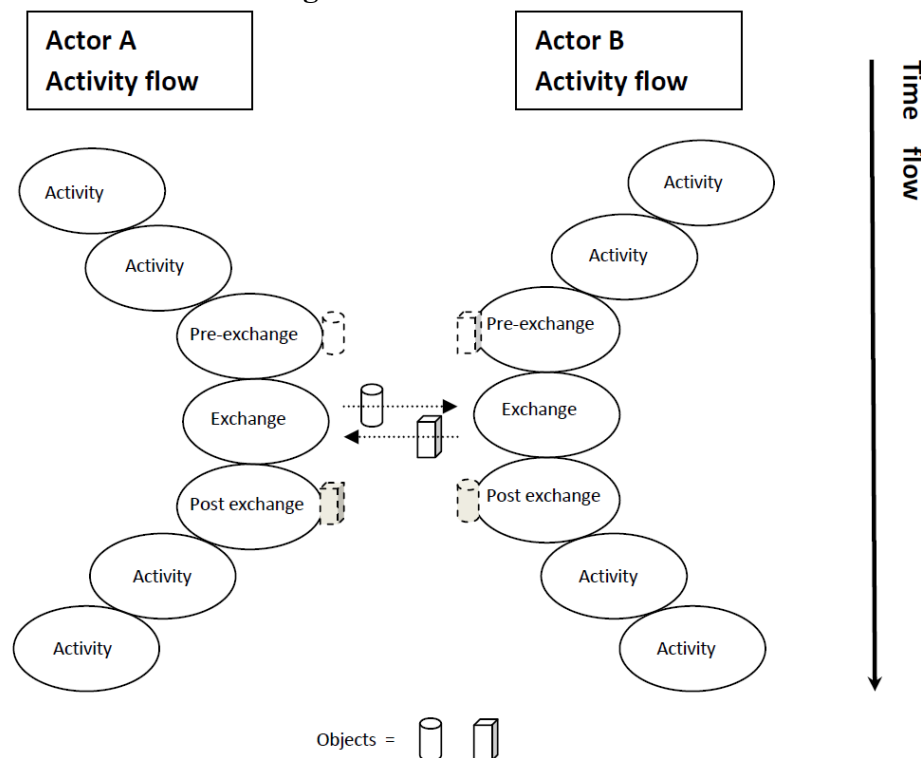 Actor A
Activity flow
Actor B
Activity flow
Time flow
Activity
Activity
Activity
Activity
Pre-exchange
Pre-exchange
Exchange
Exchange
Post exchange
Post exchange
Activity
Activity
Activity
Activity
Objects =